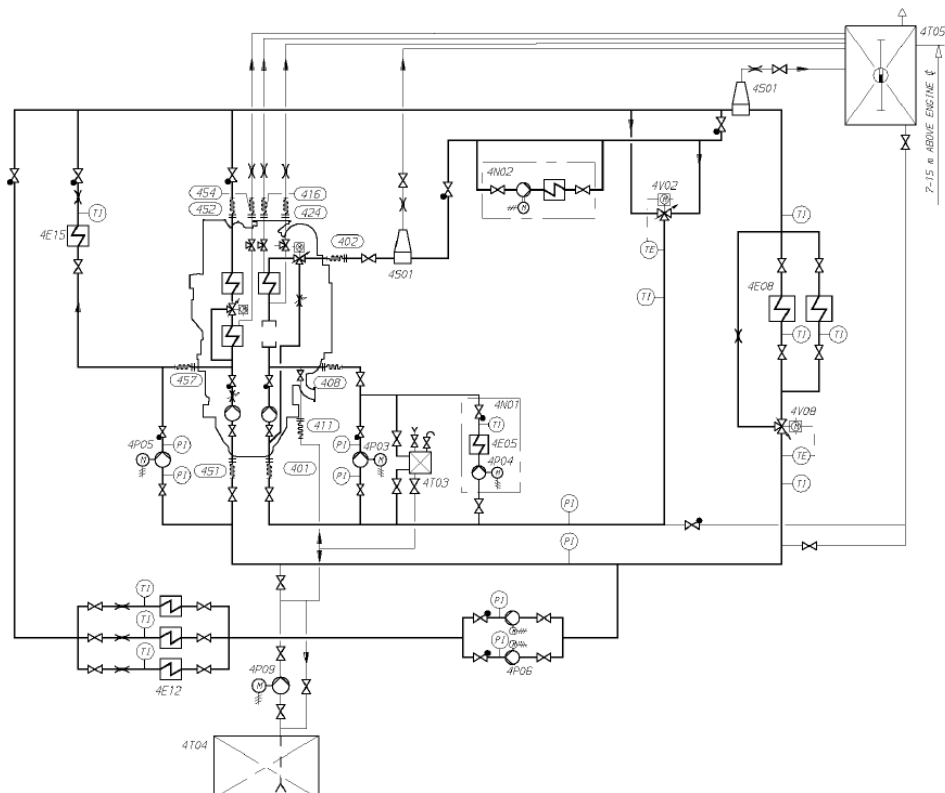 4T05
4S01
7-15 m ABOVE ENGINE ₵
4N02
454
416
452
424
4V02
TI
402
TI
4E15
TE
4S01
4E08
TI
TI
TI
457
408
4N01
4V08
411
TI
4P05
4P03
4E05
PI
PI
4P04
TE
M
M
M
451
401
PI
PI
4T03
TI
PI
PI
TI
PI
TI
M
M
TI
PI
4P09
4P06
M
4E12
4T04